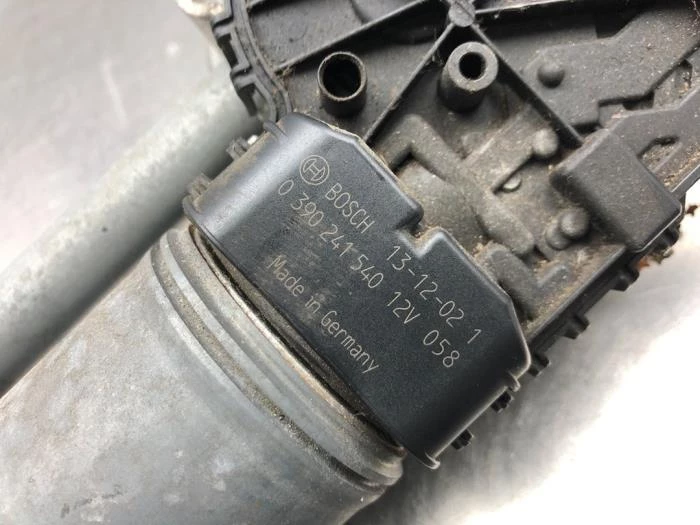 BOSCH 13-12-02 1
0 390 241 540 12V 058
Made in Germany